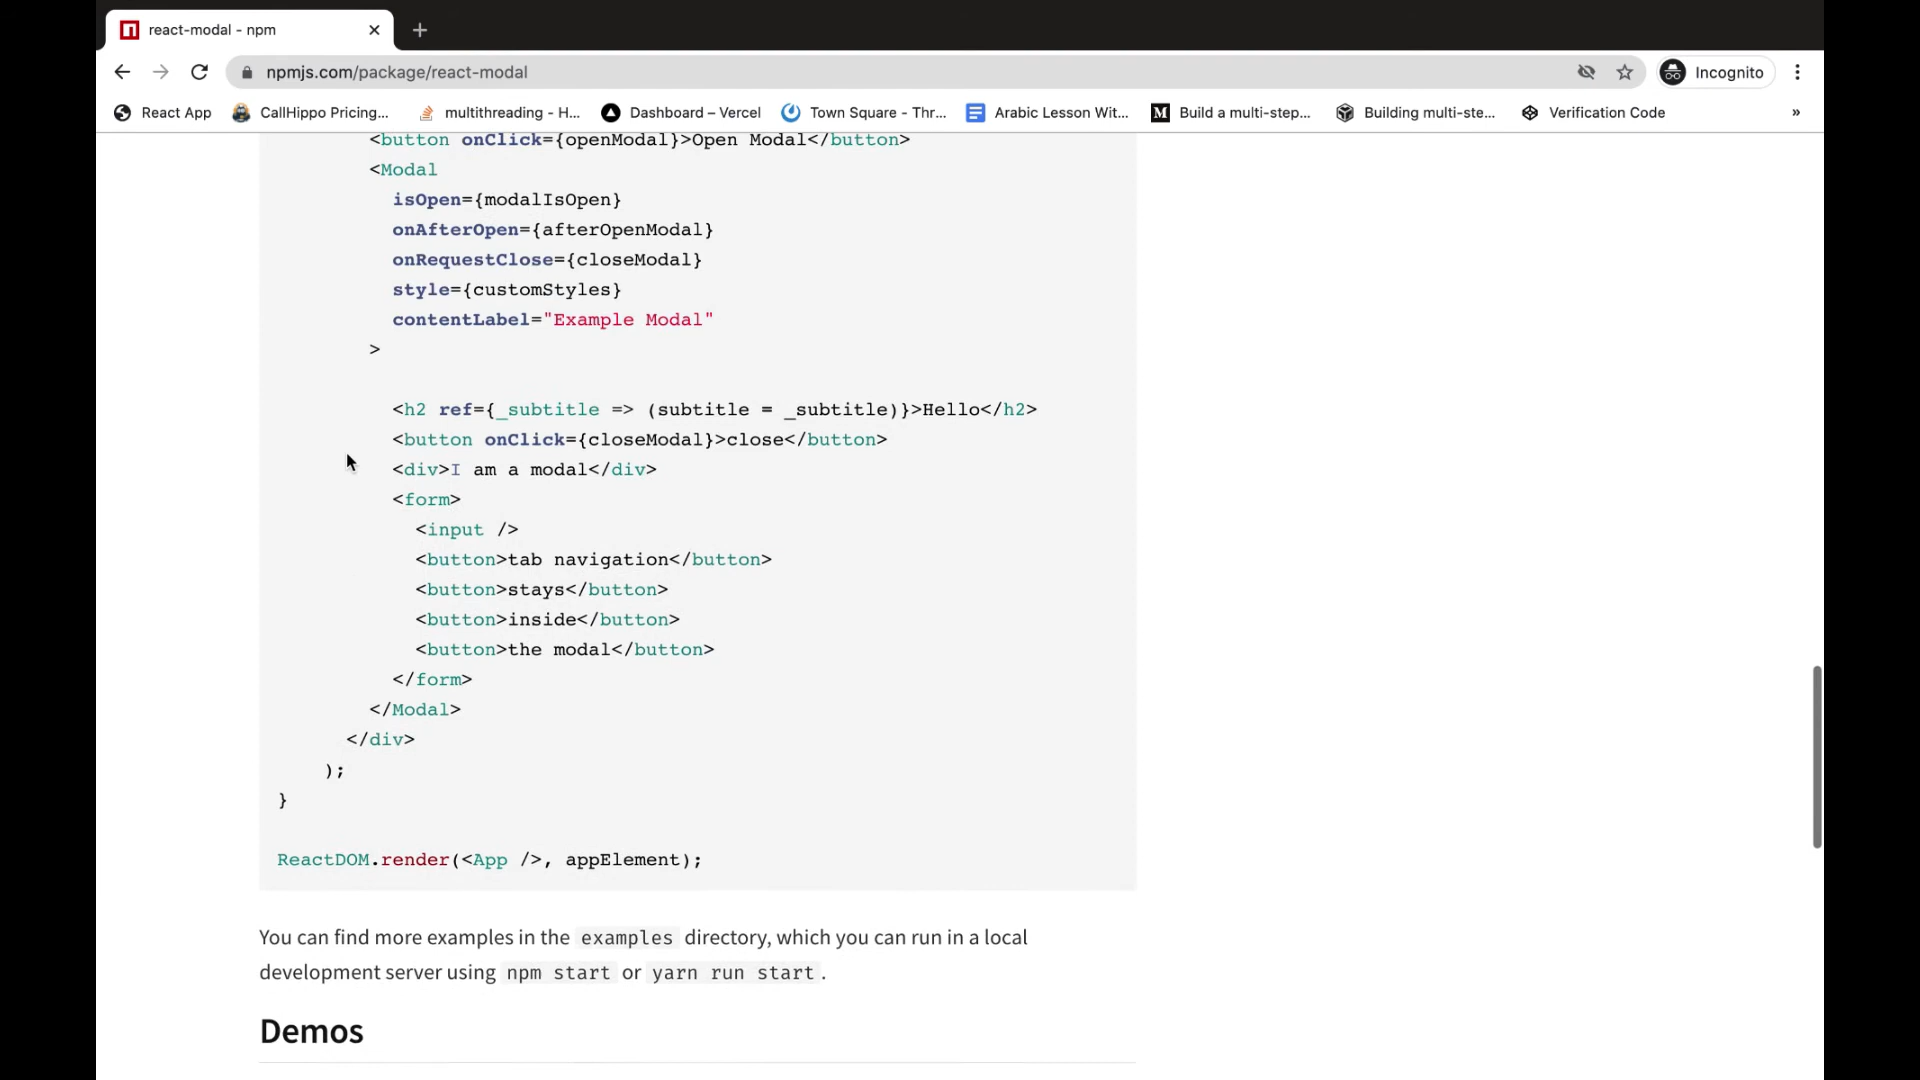 react-modal - npm
npmjs.com/package/react-modal
Incognito
React App
CallHippo Pricing...
multithreading - H...
Dashboard – Vercel
Town Square - Thr...
Arabic Lesson Wit...
M
Build a multi-step...
Building multi-ste...
Verification Code
»
<button onClick={openModal}>Open Modal</button>
<Modal
isOpen={modalIsOpen}
onAfterOpen={afterOpenModal}
onRequestClose={closeModal}
style={customStyles}
contentLabel="Example Modal"
>
<h2 ref={_subtitle => (subtitle = _subtitle)}>Hello</h2>
<button onClick={closeModal}>close</button>
<div>I am a modal</div>
<form>
<input />
<button>tab navigation</button>
<button>stays</button>
<button>inside</button>
<button>the modal</button>
</form>
</Modal>
</div>
);
}
ReactDOM.render(<App />, appElement);
You can find more examples in the examples directory, which you can run in a local
development server using npm start or yarn run start.
Demos